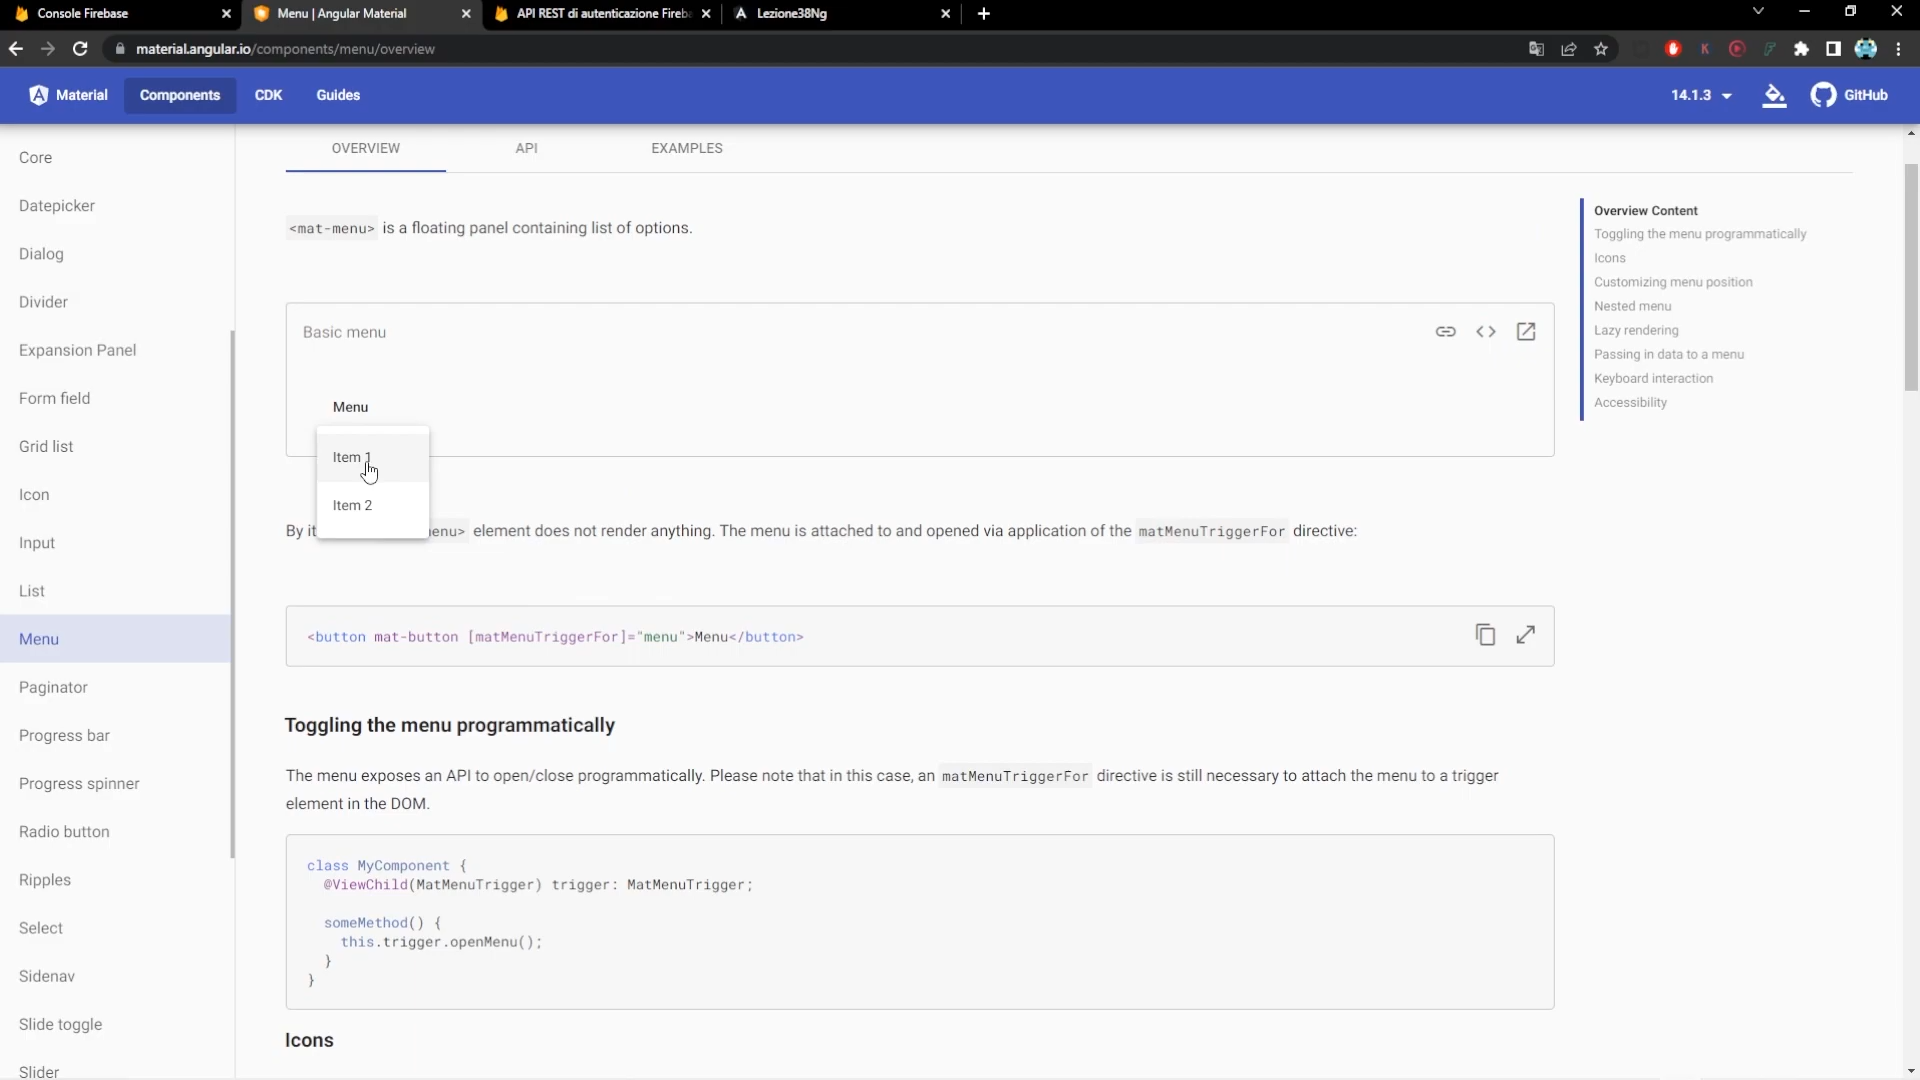 Console Firebase
Menu | Angular Material
API REST di autenticazione Fireb
Lezione38Ng
material.angular.io/components/menu/overview
Material
Components
CDK
Guides
14.1.3
GitHub
Core
Datepicker
Dialog
Divider
Expansion Panel
Form field
Grid list
Icon
Input
List
Menu
Paginator
Progress bar
Progress spinner
Radio button
Ripples
Select
Sidenav
Slide toggle
Slider
OVERVIEW
API
EXAMPLES
<mat-menu> is a floating panel containing list of options.
Basic menu
Menu
Item 1
Item 2
By it enu> element does not render anything. The menu is attached to and opened via application of the matMenuTriggerFor directive:
<button mat-button [matMenuTriggerFor]="menu">Menu</button>
Toggling the menu programmatically
The menu exposes an API to open/close programmatically. Please note that in this case, an matMenuTriggerFor directive is still necessary to attach the menu to a trigger
element in the DOM.
class MyComponent {
@ViewChild(MatMenuTrigger) trigger: MatMenuTrigger;
someMethod() {
this.trigger.openMenu();
}
}
Icons
Overview Content
Toggling the menu programmatically
Icons
Customizing menu position
Nested menu
Lazy rendering
Passing in data to a menu
Keyboard interaction
Accessibility